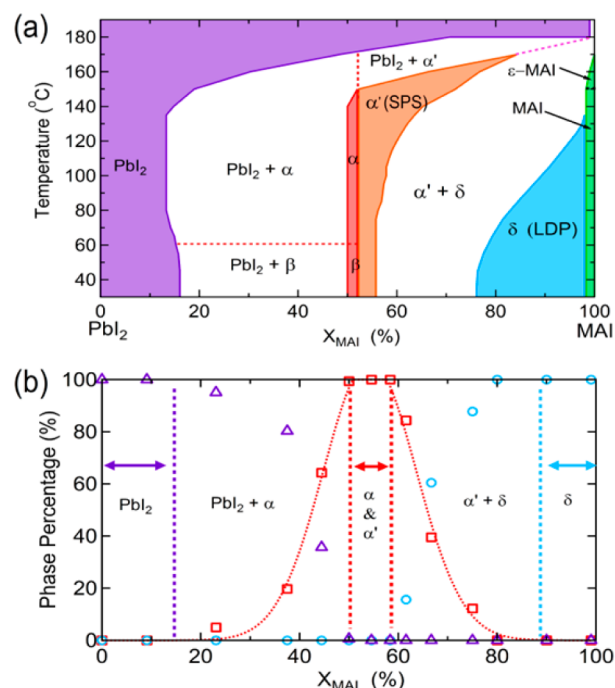 (a)
180
160
140
120
100
80
60
40
Temperature (°C)
PbI₂ + α'
ε−MAI
α'(SPS)
MAI
PbI₂
PbI₂ + α
α
α' + δ
δ (LDP)
PbI₂ + β
β
0 20 40 60 80 100
PbI₂ X_MAI (%) MAI
(b)
100
80
60
40
20
0
Phase Percentage (%)
PbI₂
PbI₂ + α
α
&
α'
α' + δ
δ
0 20 40 60 80 100
X_MAI (%)